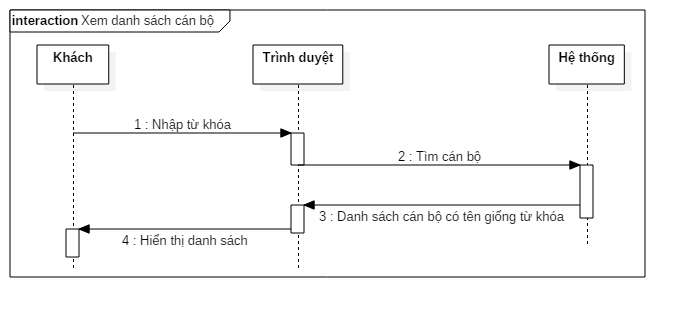 interaction Xem danh sách cán bộ
Khách
Trình duyệt
Hệ thống
1 : Nhập từ khóa
2 : Tìm cán bộ
3 : Danh sách cán bộ có tên giống từ khóa
4 : Hiển thị danh sách